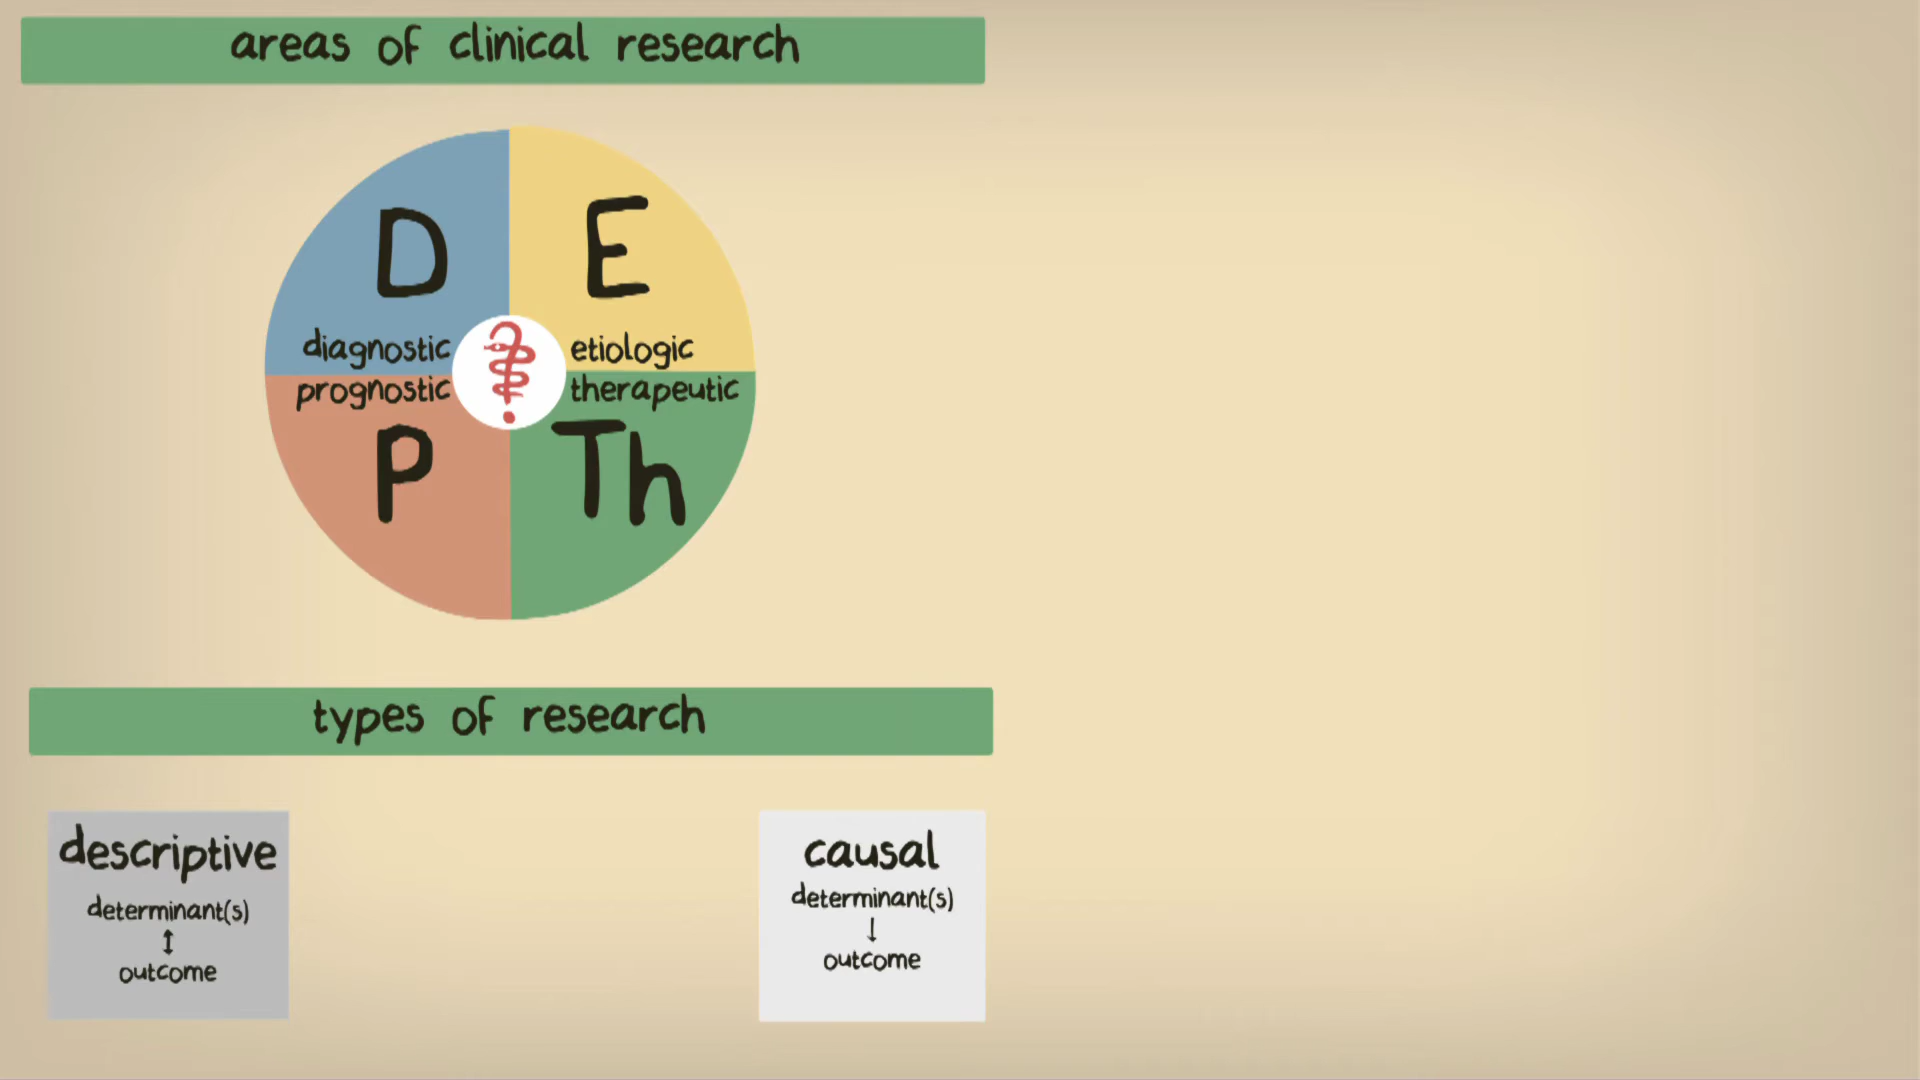 areas of clinical research
D
E
diagnostic
etiologic
prognostic
therapeutic
P
Th
types of research
descriptive
determinant(s)
↕
outcome
causal
determinant(s)
↓
outcome